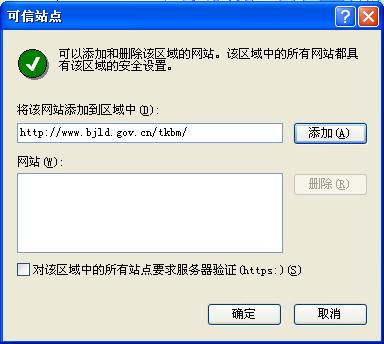 可信站点
可以添加和删除该区域的网站。该区域中的所有网站都具
有该区域的安全设置。
将该网站添加到区域中(D):
http://www.bjld.gov.cn/tkbm/
添加(A)
网站(W):
删除(R)
对该区域中的所有站点要求服务器验证(https:)(S)
确定
取消